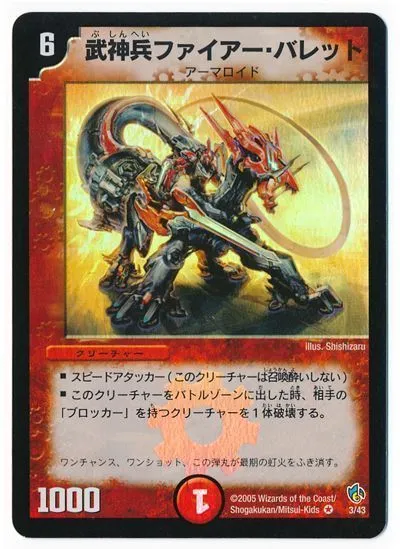 6
ぶしんへい
武神兵ファイアー・バレット
アーマロイド
illus. Shishizaru
クリーチャー
■ スピードアタッカー(このクリーチャーは召喚酔いしない)
■ このクリーチャーをバトルゾーンに出した時、相手の
「ブロッカー」を持つクリーチャーを1体破壊する。
ワンチャンス、ワンショット、この弾丸が最期の虹火をふき消す。
1000
1
©2005 Wizards of the Coast/
Shogakukan/Mitsui-Kids
3/43